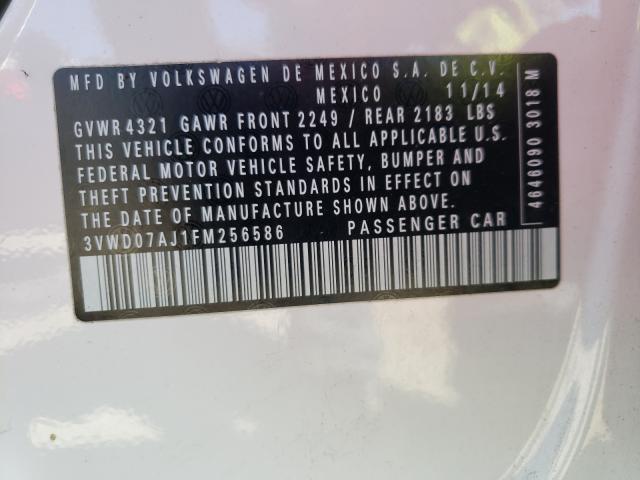 MFD BY VOLKSWAGEN DE MEXICO S.A. DE C.V.
MEXICO 11/14
GVWR 4321 GAWR FRONT 2249 / REAR 2183 LBS
THIS VEHICLE CONFORMS TO ALL APPLICABLE U.S.
FEDERAL MOTOR VEHICLE SAFETY, BUMPER AND
THEFT PREVENTION STANDARDS IN EFFECT ON
THE DATE OF MANUFACTURE SHOWN ABOVE.
3VWD07AJ1FM256586 PASSENGER CAR
4646090 3018 M